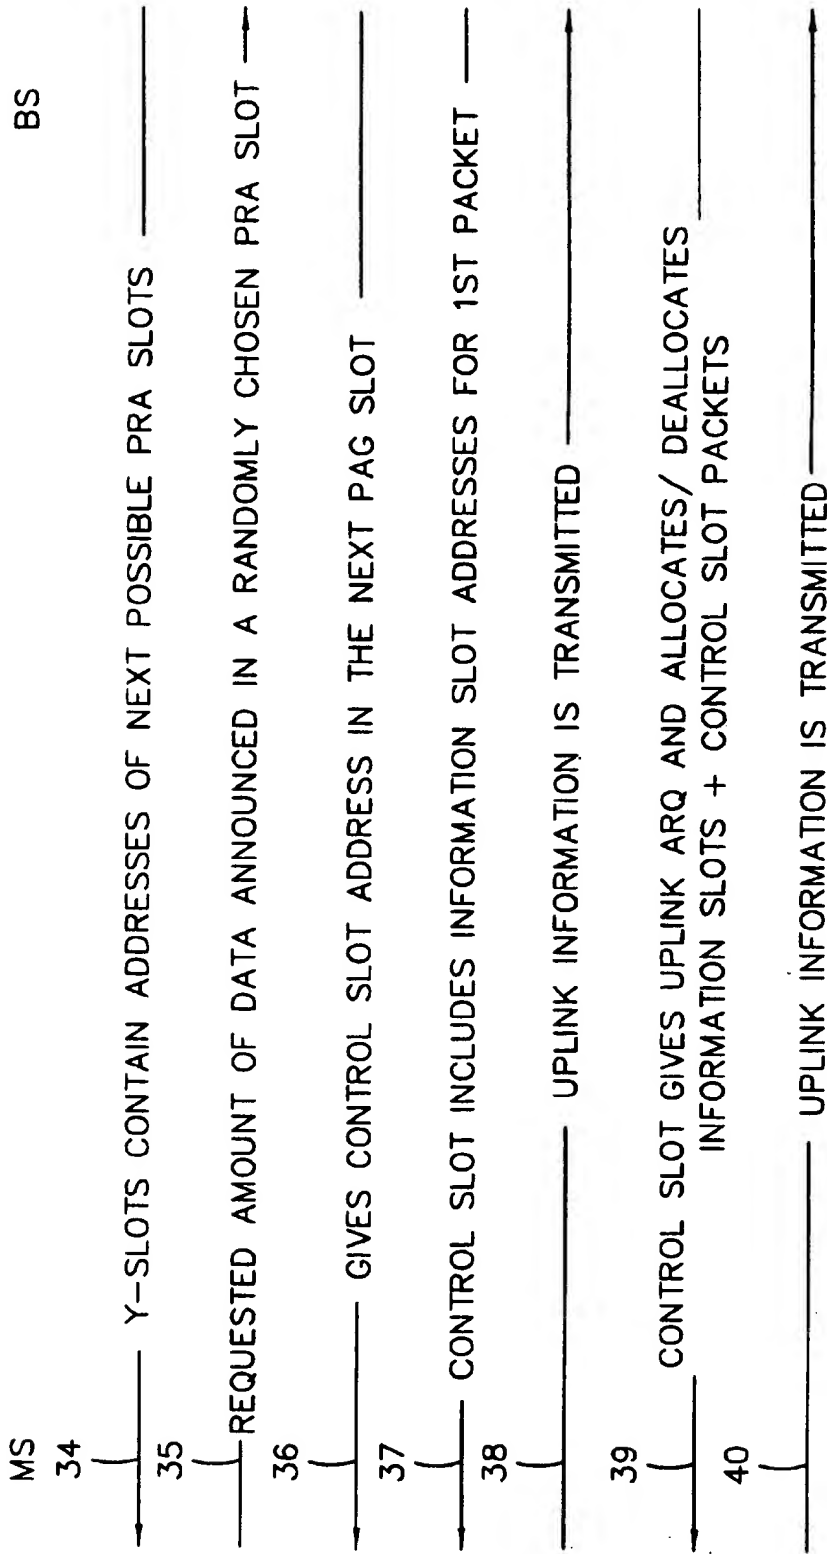 MS BS
34 Y-SLOTS CONTAIN ADDRESSES OF NEXT POSSIBLE PRA SLOTS
35 REQUESTED AMOUNT OF DATA ANNOUNCED IN A RANDOMLY CHOSEN PRA SLOT
36 GIVES CONTROL SLOT ADDRESS IN THE NEXT PAG SLOT
37 CONTROL SLOT INCLUDES INFORMATION SLOT ADDRESSES FOR 1ST PACKET
38 UPLINK INFORMATION IS TRANSMITTED
39 CONTROL SLOT GIVES UPLINK ARQ AND ALLOCATES/ DEALLOCATES
INFORMATION SLOTS + CONTROL SLOT PACKETS
40 UPLINK INFORMATION IS TRANSMITTED